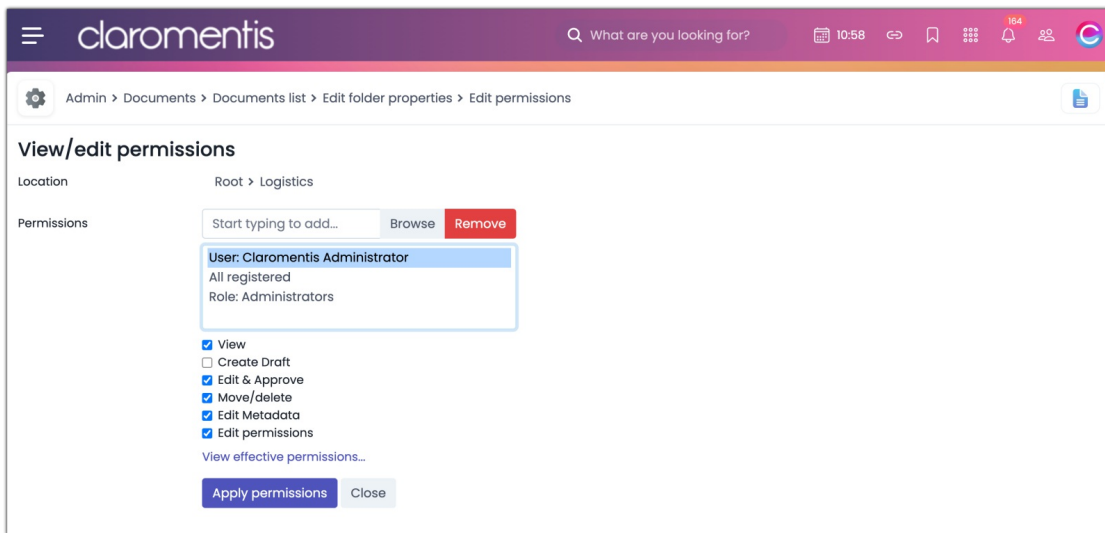 claromentis
What are you looking for?
10:58
164
Admin > Documents > Documents list > Edit folder properties > Edit permissions
View/edit permissions
Location Root > Logistics
Permissions Start typing to add... Browse Remove
User: Claromentis Administrator
All registered
Role: Administrators
View
Create Draft
Edit & Approve
Move/delete
Edit Metadata
Edit permissions
View effective permissions...
Apply permissions Close